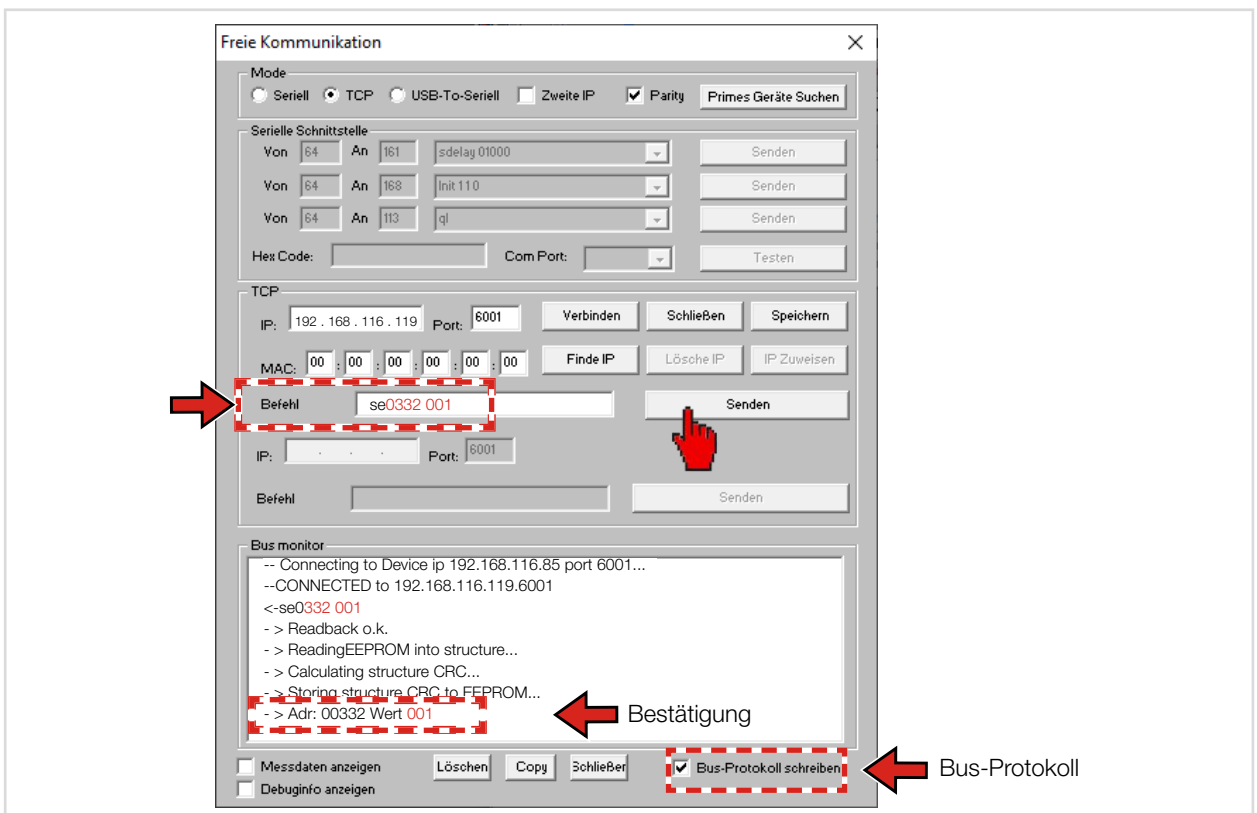 Freie Kommunikation
Mode
Seriell TCP USB-To-Seriell Zweite IP Parity Primes Geräte Suchen
Serielle Schnittstelle
Von 64 An 161 sdelay 01000 Senden
Von 64 An 168 Init 110 Senden
Von 64 An 113 ql Senden
Hex Code: Com Port: Testen
TCP
IP: 192 . 168 . 116 . 119 Port: 6001 Verbinden Schließen Speichern
MAC: 00 : 00 : 00 : 00 : 00 : 00 Finde IP Lösche IP IP Zuweisen
Befehl se0332 001 Senden
IP: . . . Port: 6001
Befehl Senden
Bus monitor
-- Connecting to Device ip 192.168.116.85 port 6001...
--CONNECTED to 192.168.116.119.6001
<-se0332 001
- > Readback o.k.
- > ReadingEEPROM into structure...
- > Calculating structure CRC...
- > Storing structure CRC to EEPROM...
- > Adr: 00332 Wert 001
Bestätigung
Messdaten anzeigen Löschen Copy Schließer Bus-Protokoll schreiben Bus-Protokoll
Debuginfo anzeigen